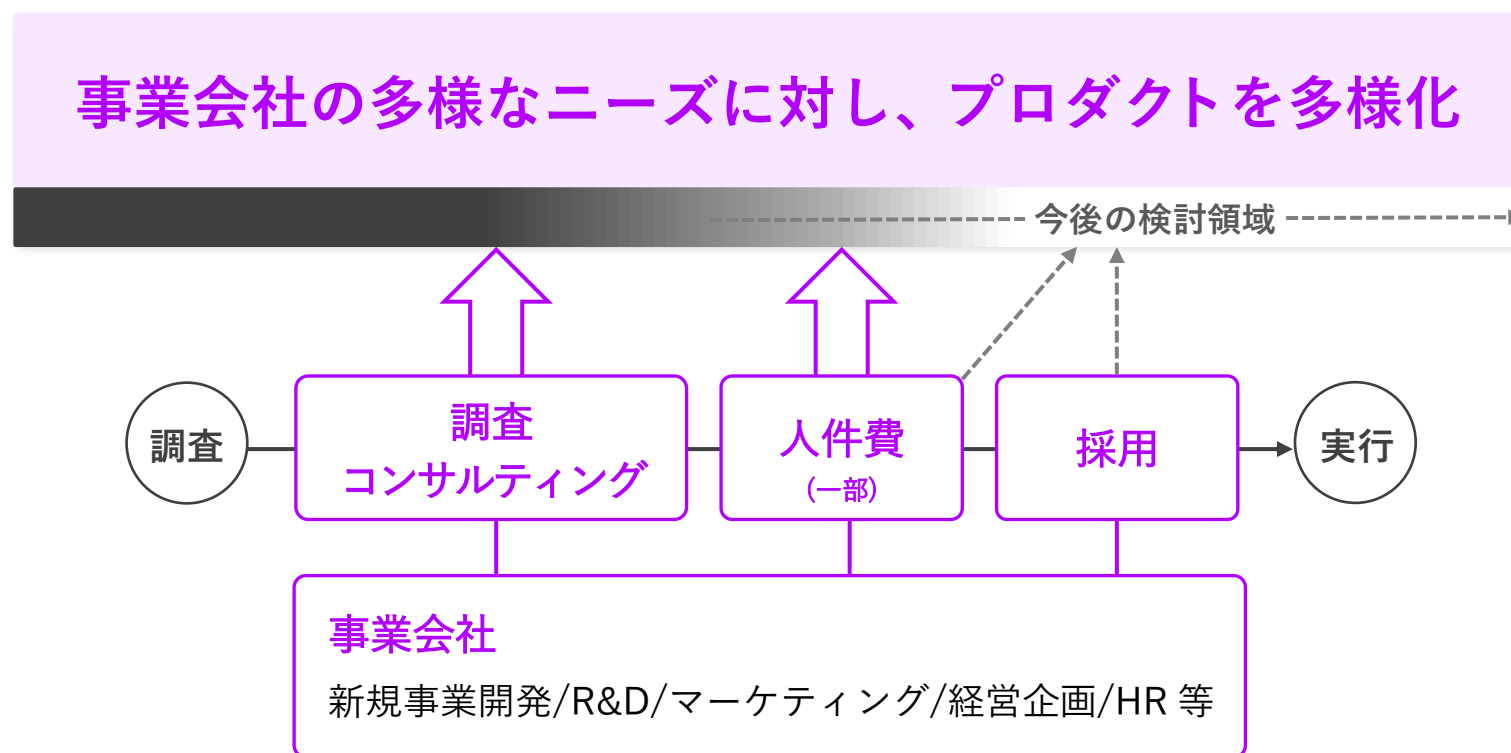 事業会社の多様なニーズに対し、プロダクトを多様化
今後の検討領域
調査
調査
コンサルティング
人件費
（一部）
採用
実行
事業会社
新規事業開発/R&D/マーケティング/経営企画/HR 等